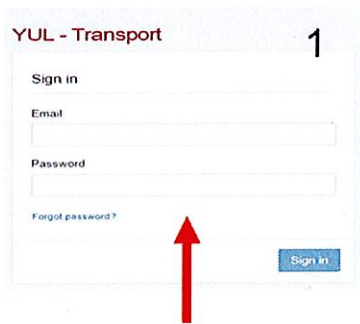 YUL - Transport
1
Sign in
Email
Password
Forgot password?
Sign in